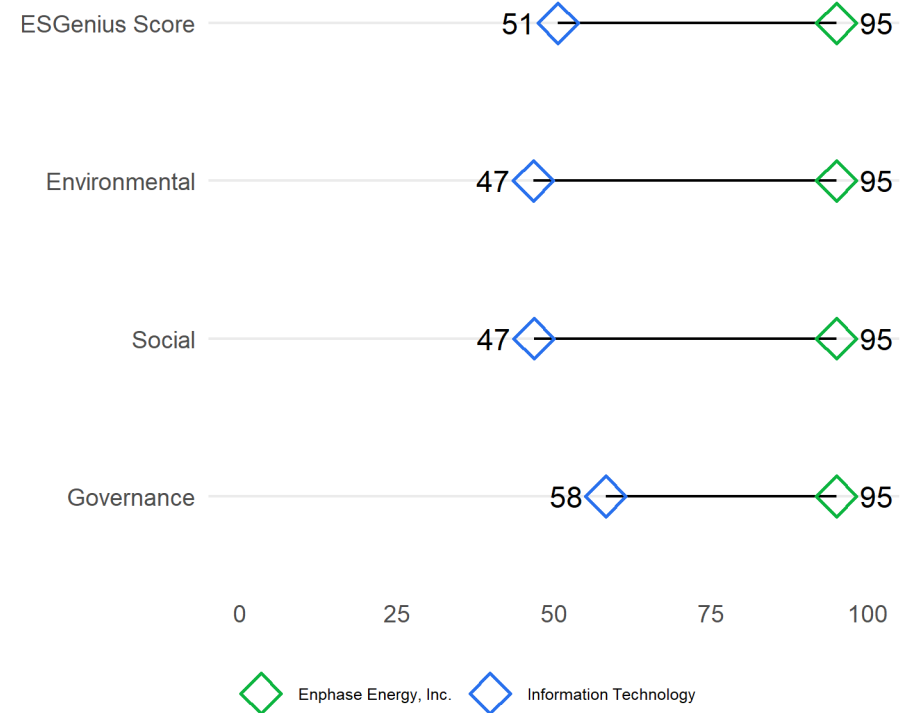 ESGenius Score 51 95
Environmental 47 95
Social 47 95
Governance 58 95
0 25 50 75 100
Enphase Energy, Inc. Information Technology